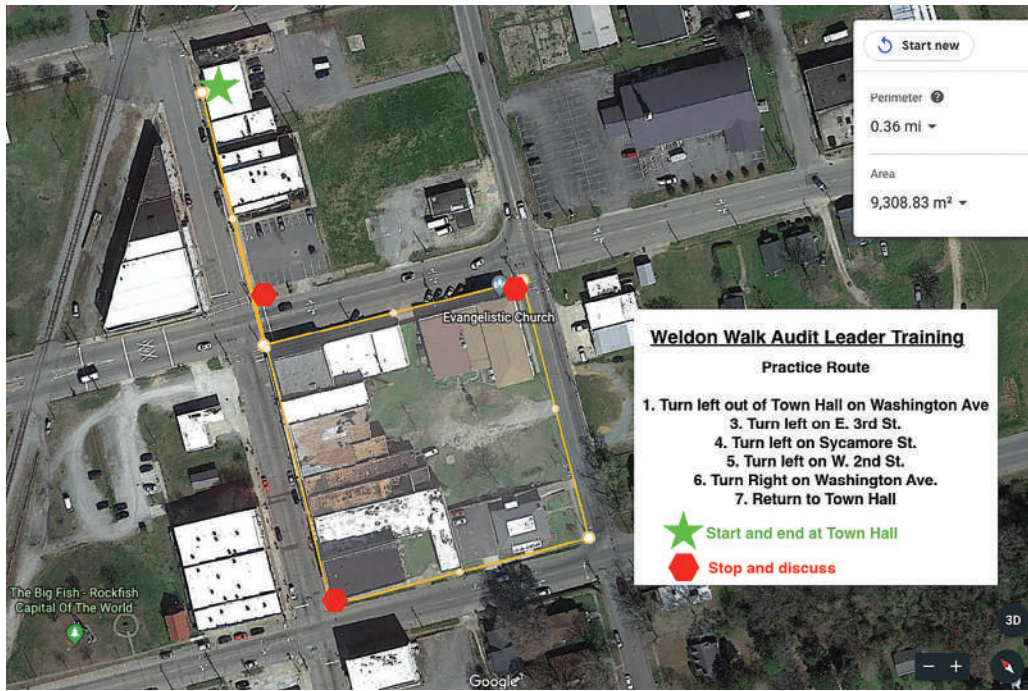 Start new
Perimeter
0.36 mi
Area
9,308.83 m²
Evangelistic Church
Weldon Walk Audit Leader Training
Practice Route
1. Turn left out of Town Hall on Washington Ave
3. Turn left on E. 3rd St.
4. Turn left on Sycamore St.
5. Turn left on W. 2nd St.
6. Turn Right on Washington Ave.
7. Return to Town Hall
Start and end at Town Hall
Stop and discuss
The Big Fish - Rockfish
Capital Of The World
3D
Google